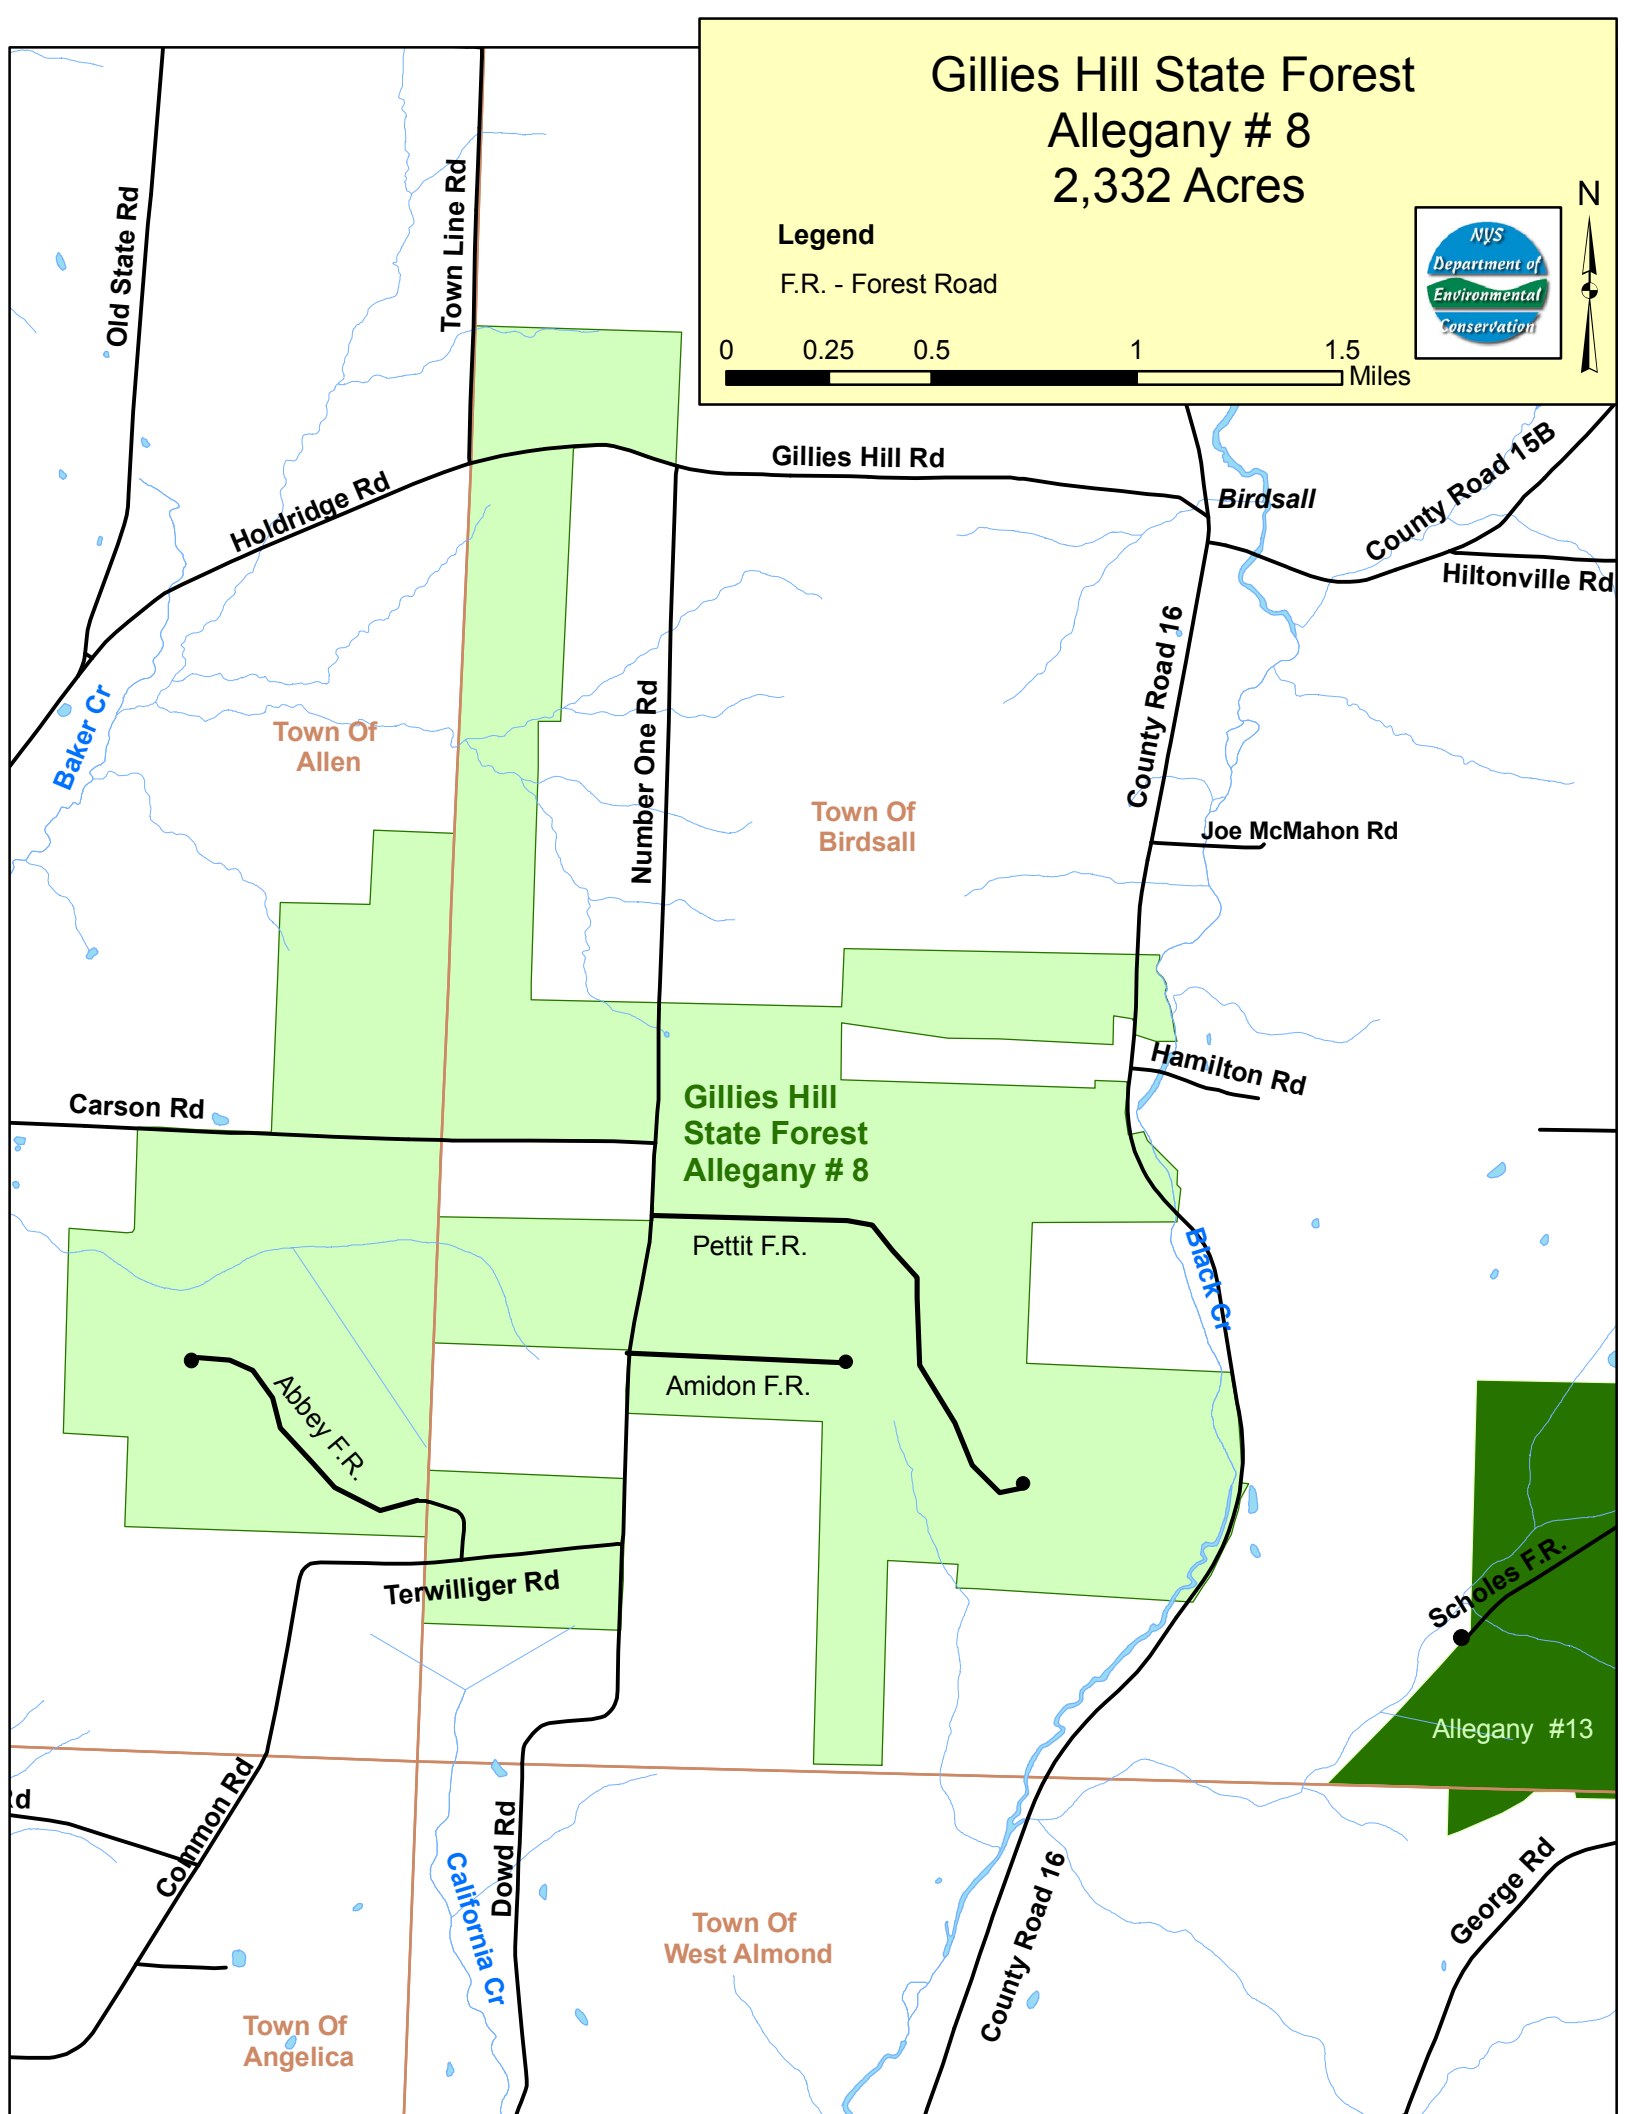 Gillies Hill State Forest
Allegany # 8
2,332 Acres
Legend
F.R. - Forest Road
0 0.25 0.5 1 1.5
Miles
N
NYS
Department of
Environmental
Conservation
Old State Rd
Town Line Rd
Holdridge Rd
Gillies Hill Rd
Birdsall
County Road 15B
Hiltonville Rd
County Road 16
Baker Cr
Town Of
Allen
Number One Rd
Town Of
Birdsall
Joe McMahon Rd
Hamilton Rd
Carson Rd
Gillies Hill
State Forest
Allegany # 8
Pettit F.R.
Black Cr
Amidon F.R.
Abbey F.R.
Terwilliger Rd
Scholes F.R.
Allegany #13
Common Rd
Dowd Rd
California Cr
Town Of
West Almond
County Road 16
George Rd
Town Of
Angelica